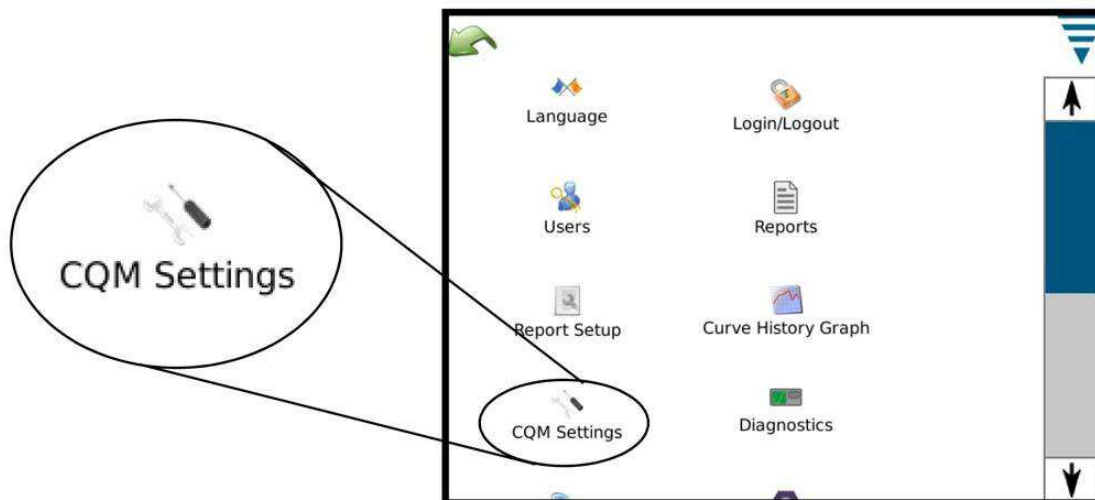 Language
Login/Logout
Users
Reports
Report Setup
Curve History Graph
CQM Settings
CQM Settings
Diagnostics